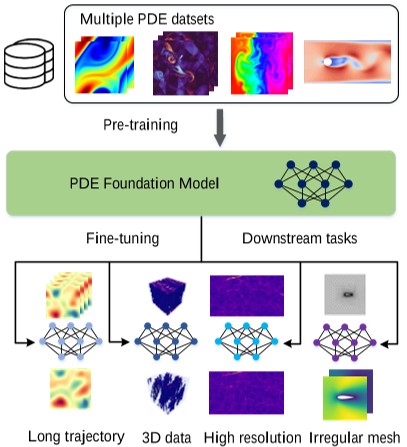 Multiple PDE datsets
Pre-training
PDE Foundation Model
Fine-tuning
Downstream tasks
Long trajectory
3D data
High resolution
Irregular mesh